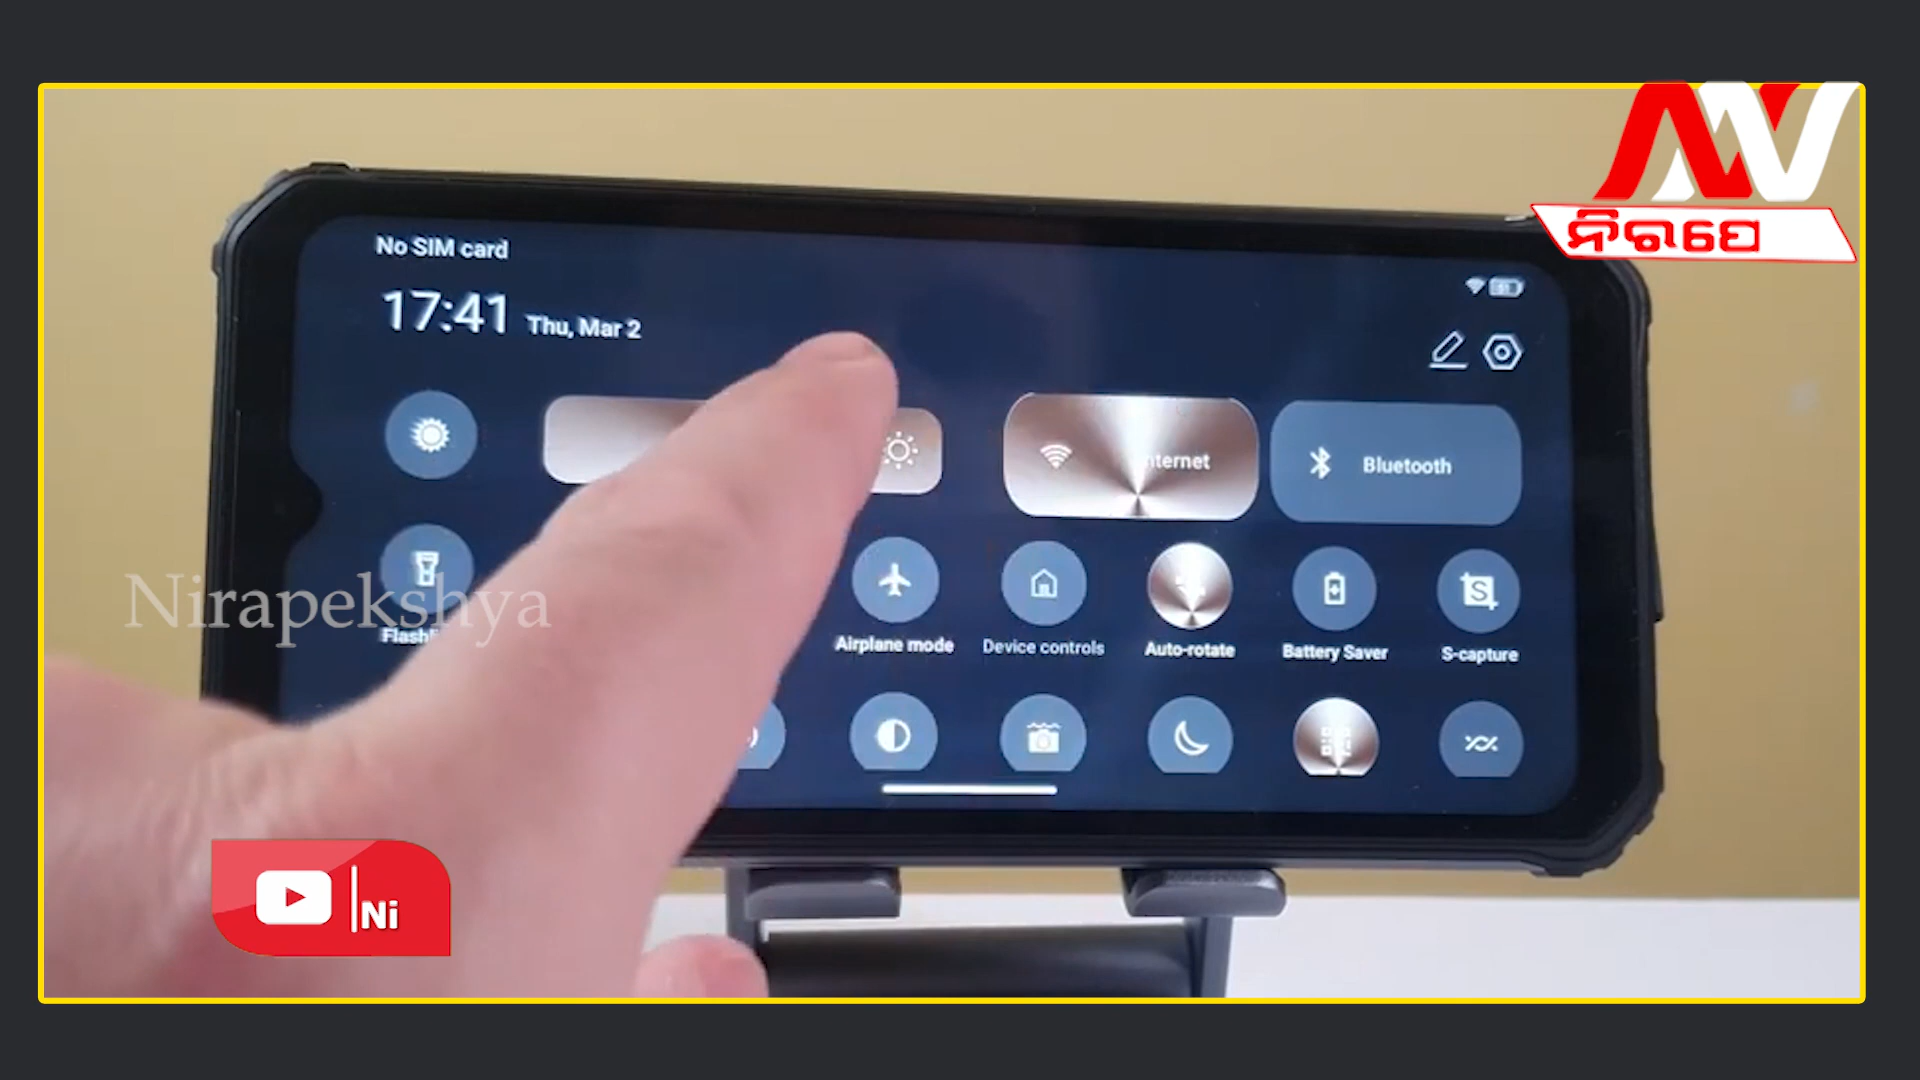 ନିରପେ
No SIM card
17:41 Thu, Mar 2
Bluetooth
Airplane mode
Device controls
Auto-rotate
Battery Saver
S-capture
Nirapekshya
Ni